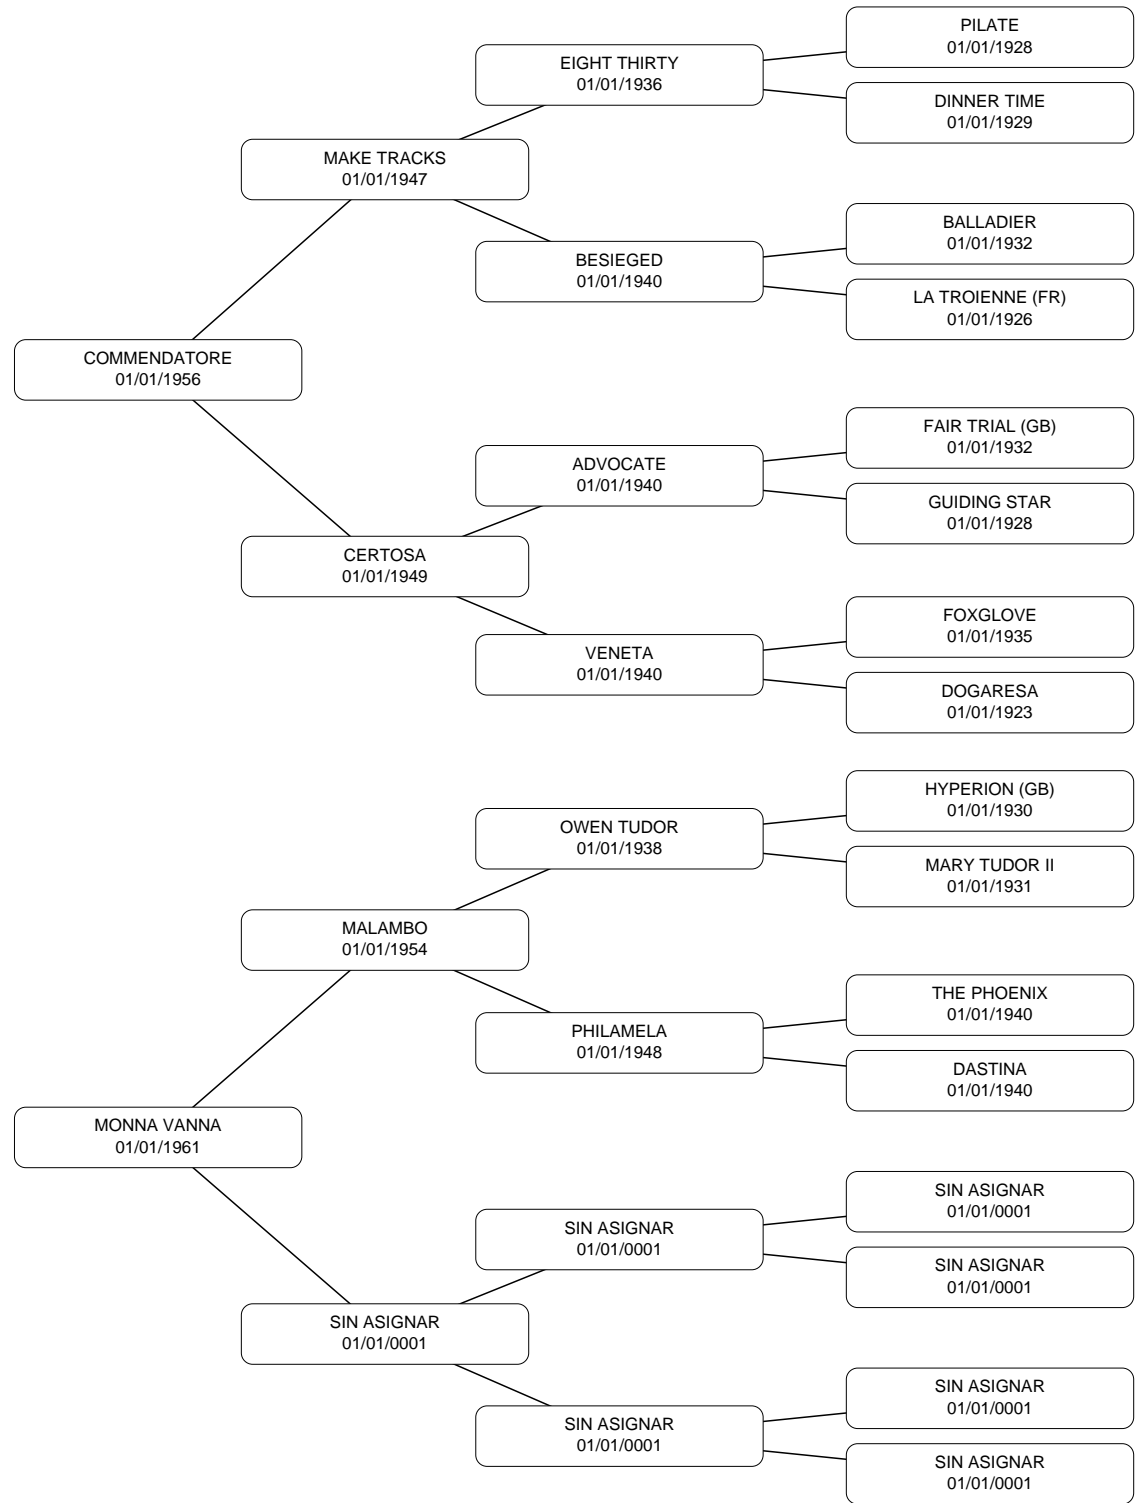 PILATE
01/01/1928
EIGHT THIRTY
01/01/1936
DINNER TIME
01/01/1929
MAKE TRACKS
01/01/1947
BALLADIER
01/01/1932
BESIEGED
01/01/1940
LA TROIENNE (FR)
01/01/1926
COMMENDATORE
01/01/1956
FAIR TRIAL (GB)
01/01/1932
ADVOCATE
01/01/1940
GUIDING STAR
01/01/1928
CERTOSA
01/01/1949
FOXGLOVE
01/01/1935
VENETA
01/01/1940
DOGARESA
01/01/1923
HYPERION (GB)
01/01/1930
OWEN TUDOR
01/01/1938
MARY TUDOR II
01/01/1931
MALAMBO
01/01/1954
THE PHOENIX
01/01/1940
PHILAMELA
01/01/1948
DASTINA
01/01/1940
MONNA VANNA
01/01/1961
SIN ASIGNAR
01/01/0001
SIN ASIGNAR
01/01/0001
SIN ASIGNAR
01/01/0001
SIN ASIGNAR
01/01/0001
SIN ASIGNAR
01/01/0001
SIN ASIGNAR
01/01/0001
SIN ASIGNAR
01/01/0001